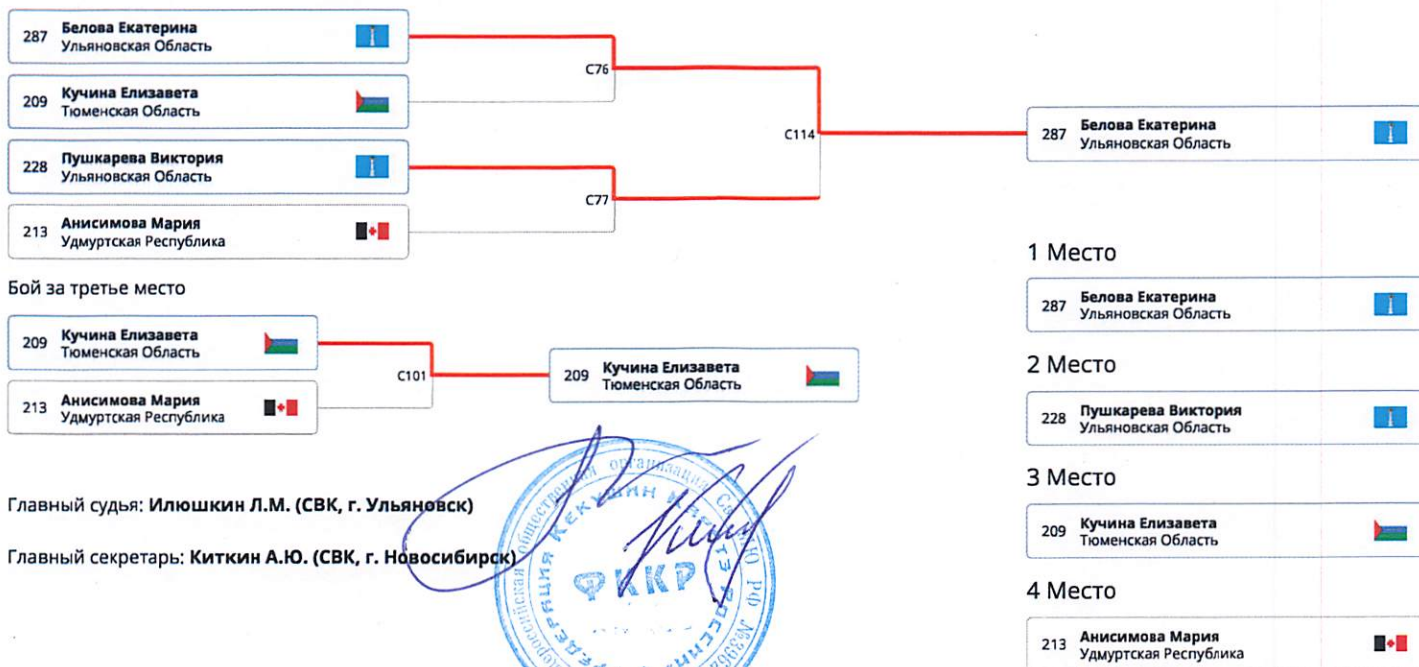 287 Белова Екатерина
Ульяновская Область
C76
209 Кучина Елизавета
Тюменская Область
C114
287 Белова Екатерина
Ульяновская Область
228 Пушкарева Виктория
Ульяновская Область
C77
213 Анисимова Мария
Удмуртская Республика
Бой за третье место
209 Кучина Елизавета
Тюменская Область
C101
209 Кучина Елизавета
Тюменская Область
213 Анисимова Мария
Удмуртская Республика
1 Место
287 Белова Екатерина
Ульяновская Область
2 Место
228 Пушкарева Виктория
Ульяновская Область
3 Место
209 Кучина Елизавета
Тюменская Область
4 Место
213 Анисимова Мария
Удмуртская Республика
Главный судья: Илюшкин Л.М. (СВК, г. Ульяновск)
Главный секретарь: Киткин А.Ю. (СВК, г. Новосибирск)
общественная организация
ФККР